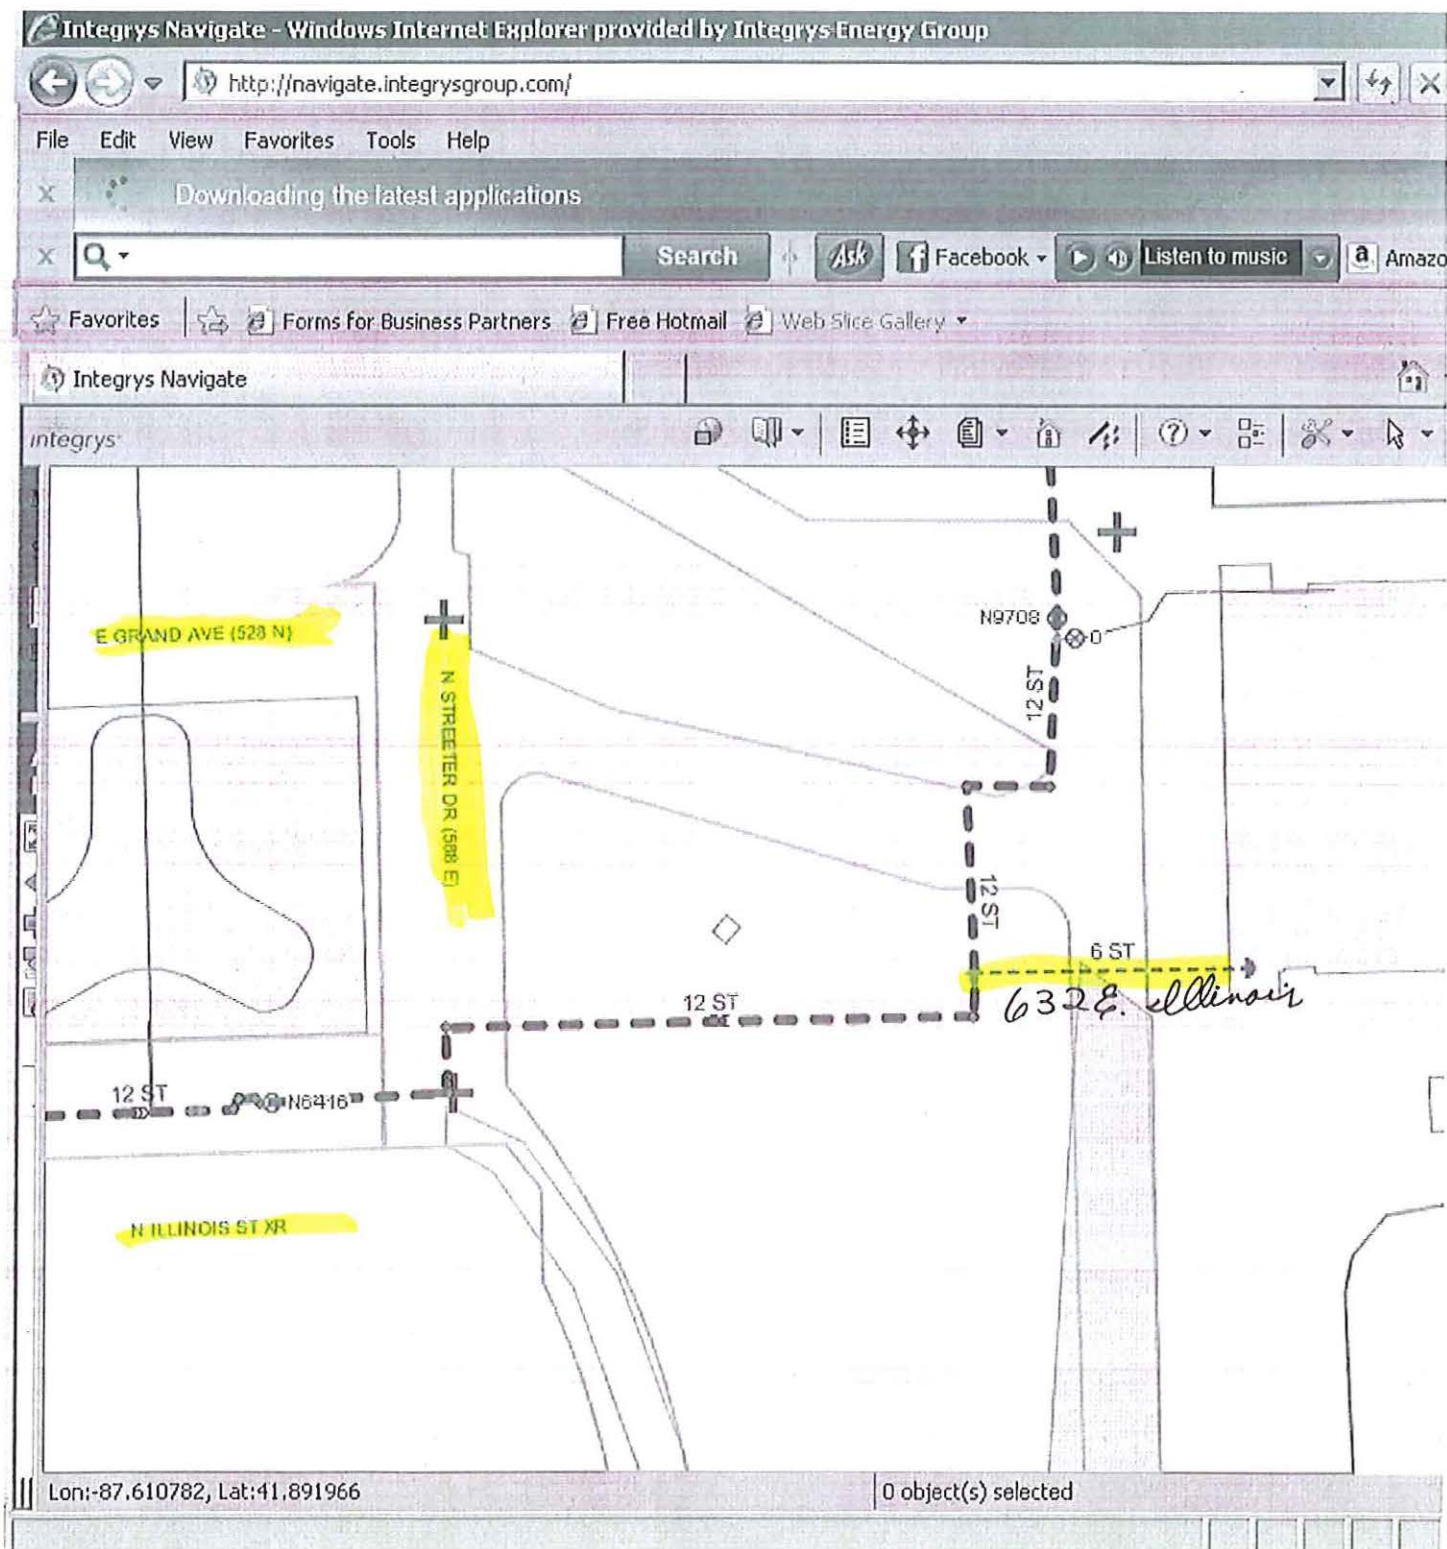 Integrys Navigate - Windows Internet Explorer provided by Integrys Energy Group
http://navigate.integrysgroup.com/
File Edit View Favorites Tools Help
Downloading the latest applications
Search Ask Facebook Listen to music a Amazo
Favorites Forms for Business Partners Free Hotmail Web Slice Gallery
Integrys Navigate
integrys
E GRAND AVE (528 N)
N STREETER DR (588 E)
N9708
0
12 ST
12 ST
6 ST
632 E. Illinois
12 ST
12 ST
N6416
N ILLINOIS ST XR
Lon:-87.610782, Lat:41.891966 0 object(s) selected